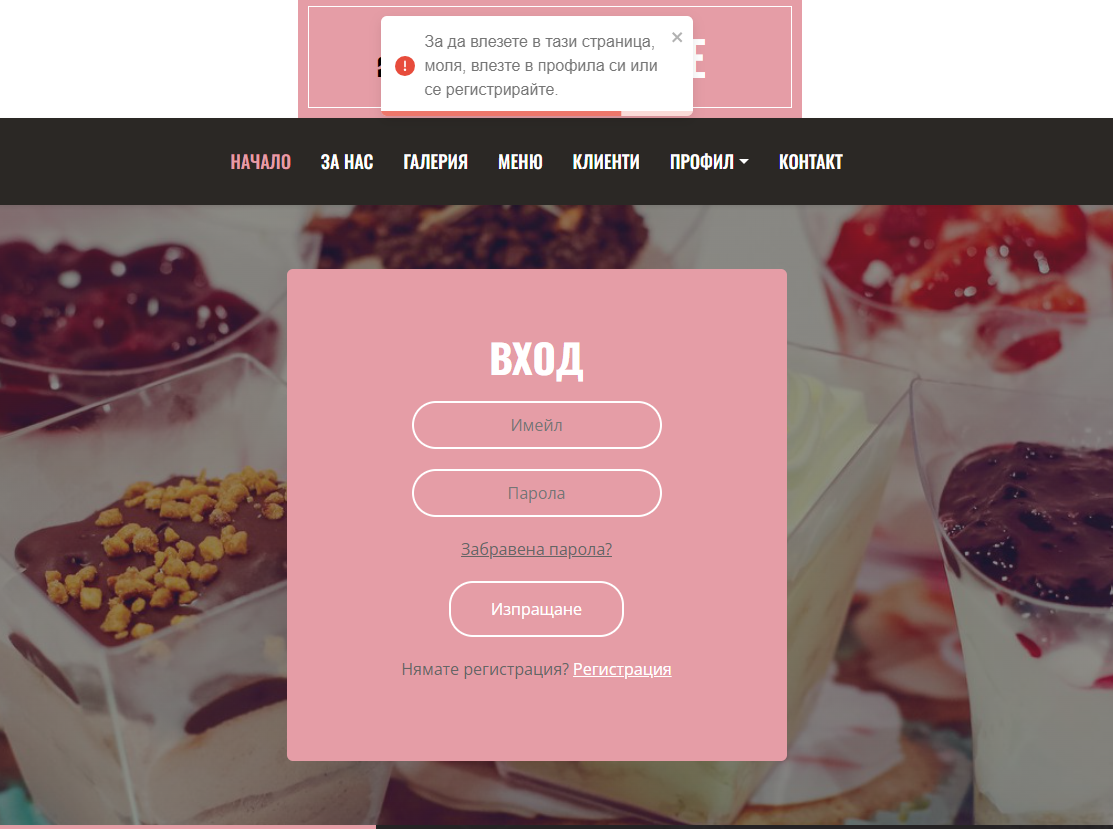 За да влезете в тази страница,
моля, влезте в профила си или
се регистрирайте.
НАЧАЛО ЗА НАС ГАЛЕРИЯ МЕНЮ КЛИЕНТИ ПРОФИЛ КОНТАКТ
ВХОД
Имейл
Парола
Забравена парола?
Изпращане
Нямате регистрация? Регистрация